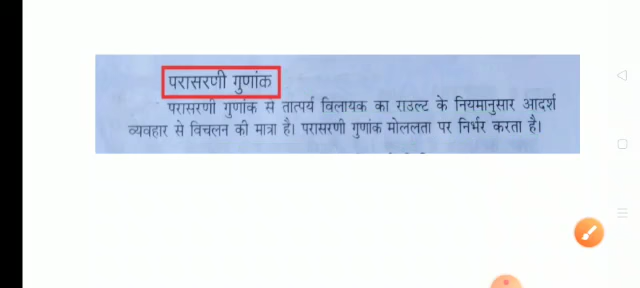 परासरणी गुणांक
परासरणी गुणांक से तात्पर्य विलायक का राउल्ट के नियमानुसार आदर्श
व्यवहार से विचलन की मात्रा है। परासरणी गुणांक मोललता पर निर्भर करता है।